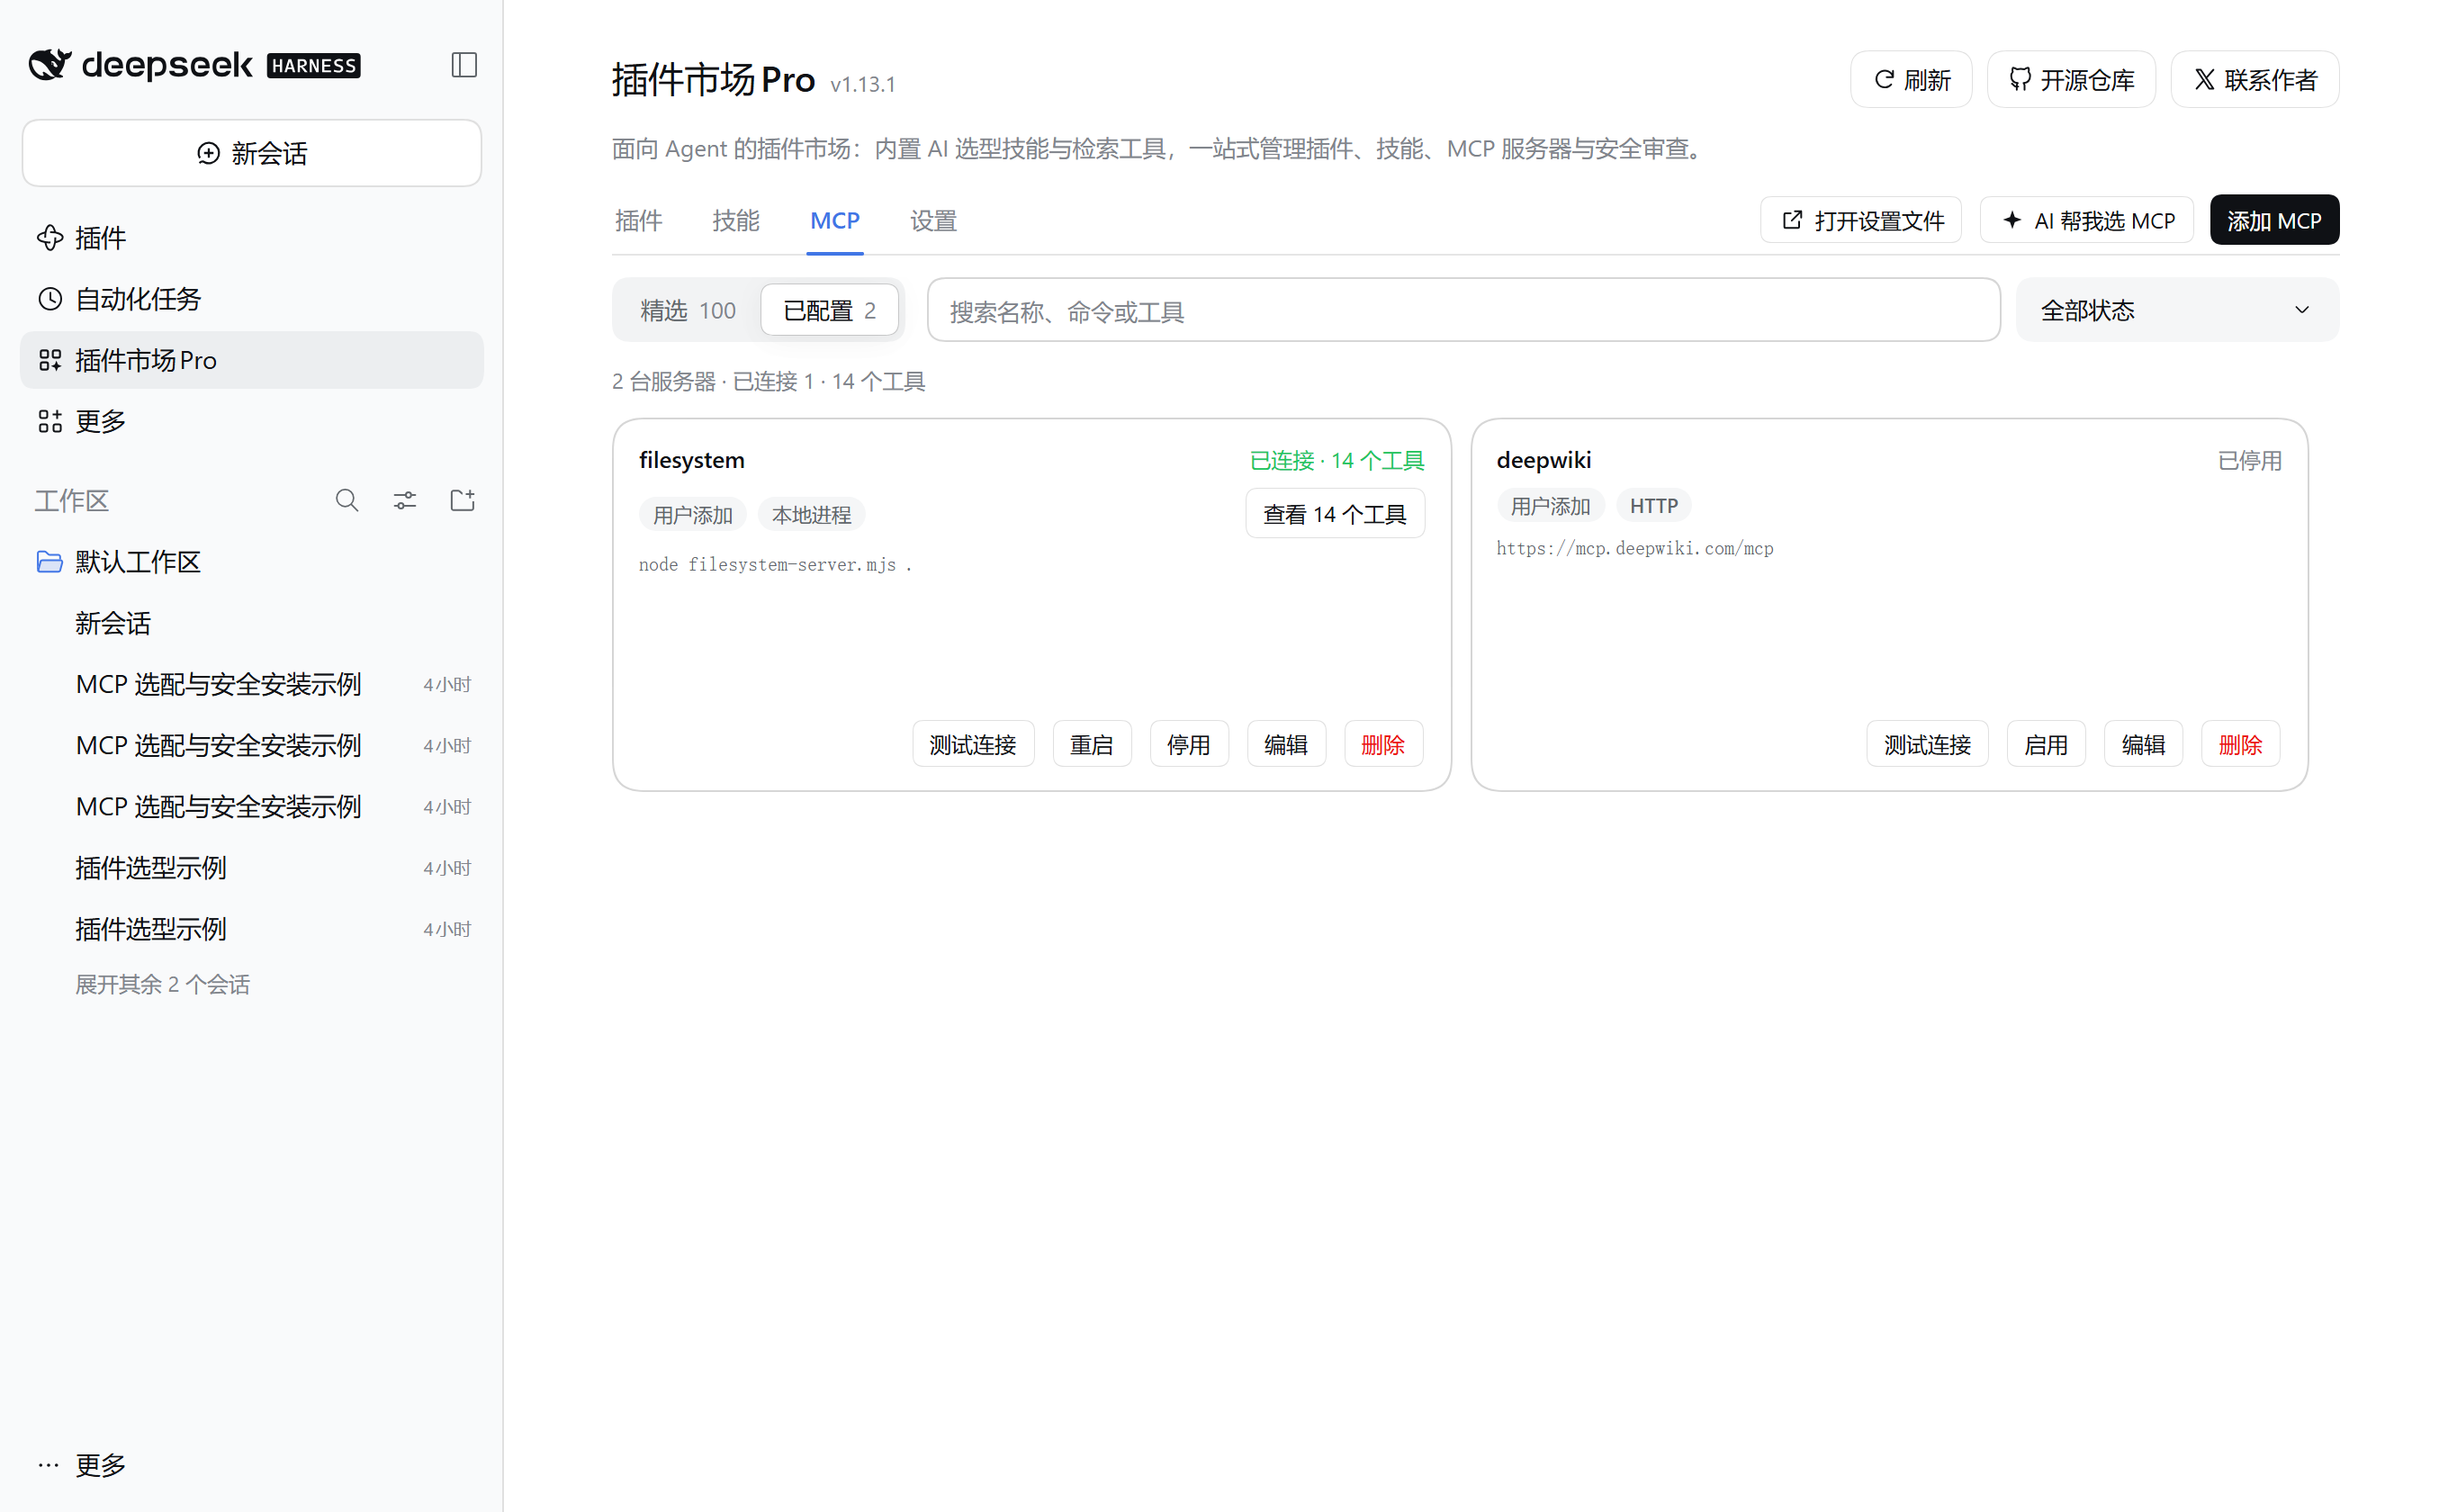 deepseek HARNESS
新会话
插件
自动化任务
插件市场Pro
更多
工作区
默认工作区
新会话
MCP 选配与安全安装示例 4小时
MCP 选配与安全安装示例 4小时
MCP 选配与安全安装示例 4小时
插件选型示例 4小时
插件选型示例 4小时
展开其余 2 个会话
更多
插件市场Pro v1.13.1
刷新 开源仓库 联系作者
面向 Agent 的插件市场：内置 AI 选型技能与检索工具，一站式管理插件、技能、MCP 服务器与安全审查。
插件 技能 MCP 设置
打开设置文件 AI 帮我选 MCP 添加 MCP
精选 100 已配置 2 搜索名称、命令或工具 全部状态
2 台服务器 · 已连接 1 · 14 个工具
filesystem 已连接 · 14 个工具
用户添加 本地进程 查看 14 个工具
node filesystem-server.mjs .
测试连接 重启 停用 编辑 删除
deepwiki 已停用
用户添加 HTTP
https://mcp.deepwiki.com/mcp
测试连接 启用 编辑 删除